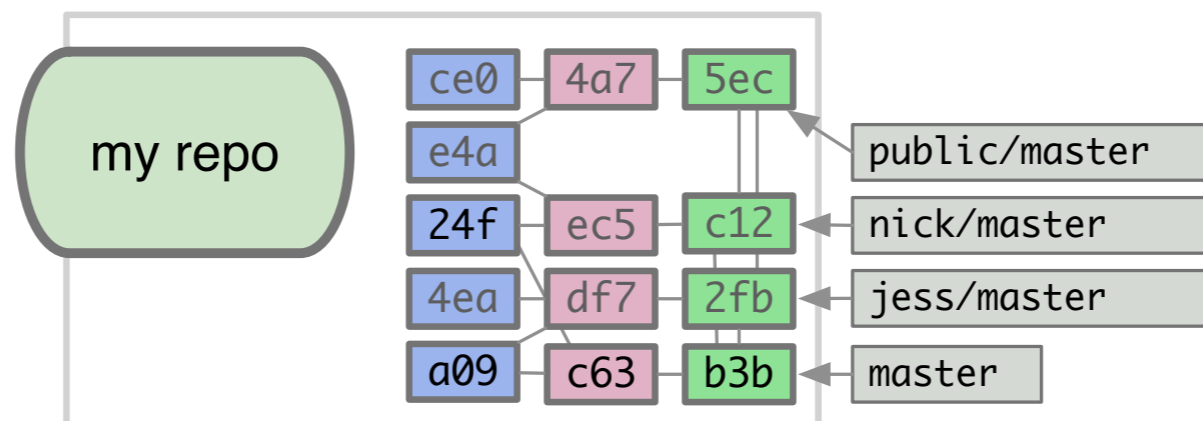 my repo
ce0 4a7 5ec
e4a
public/master
24f ec5 c12 nick/master
4ea df7 2fb jess/master
a09 c63 b3b master